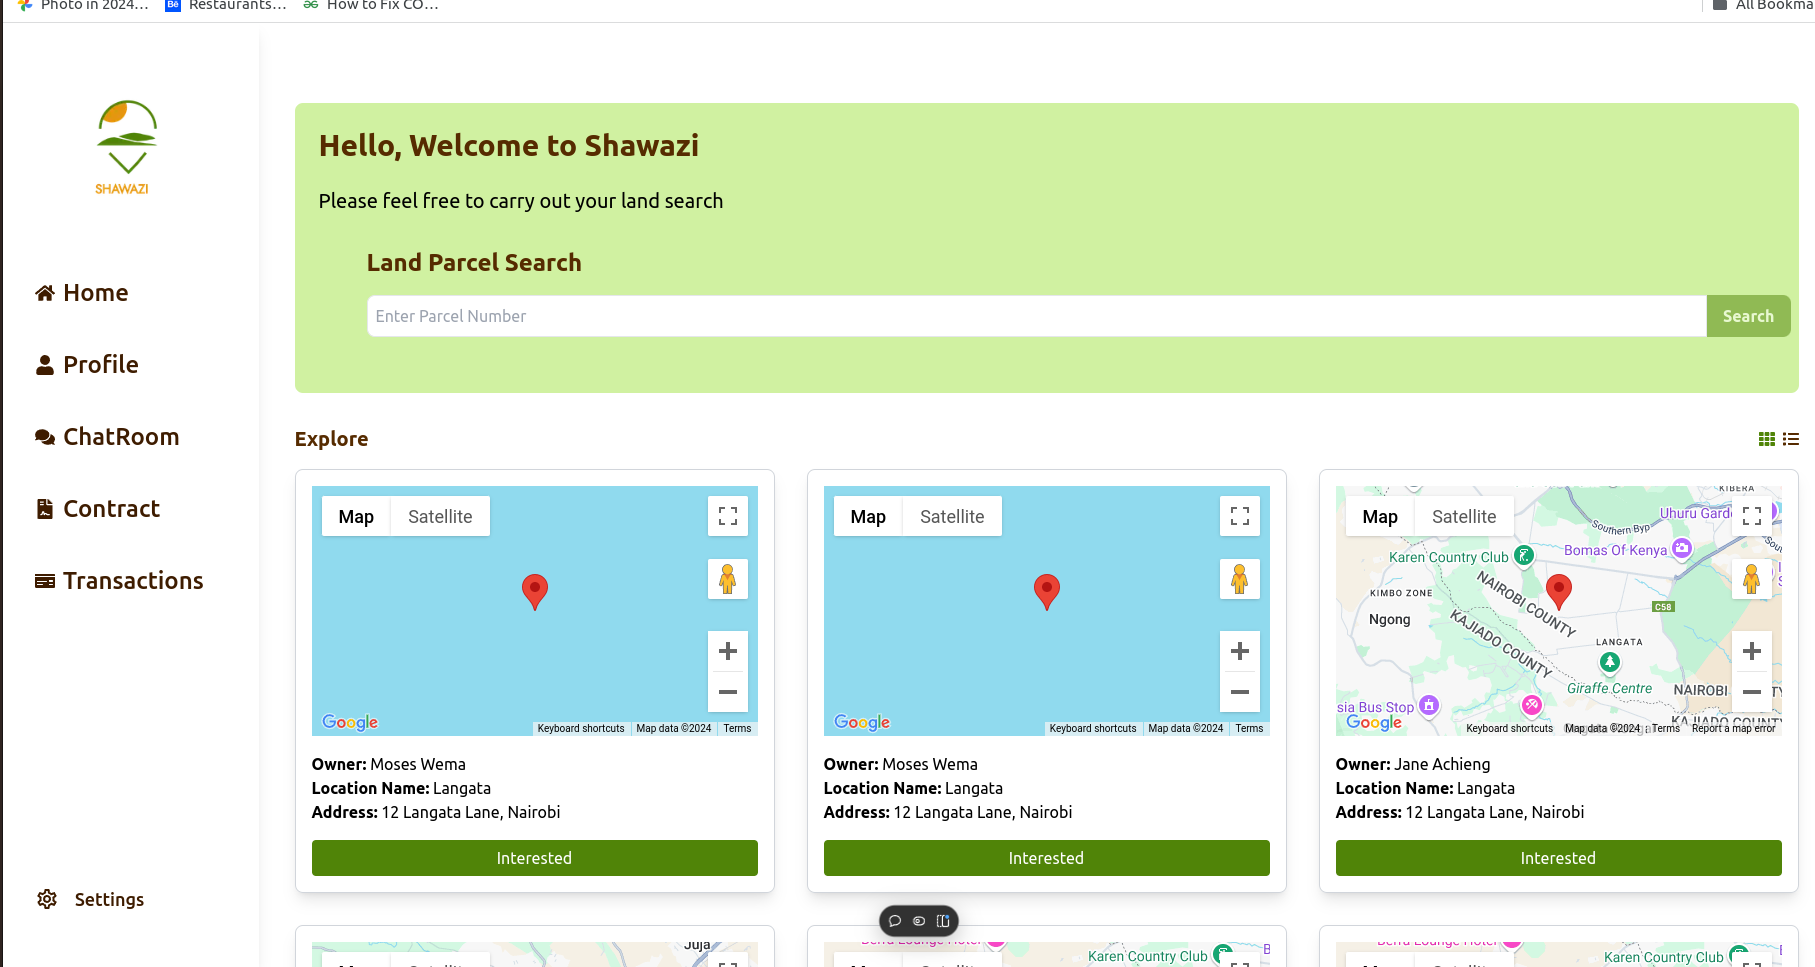 Photo in 2024...
Restaurants...
How to Fix CO...
All Bookma
SHAWAZI
Home
Profile
ChatRoom
Contract
Transactions
Settings
Hello, Welcome to Shawazi
Please feel free to carry out your land search
Land Parcel Search
Enter Parcel Number
Search
Explore
Map
Satellite
Google
Keyboard shortcuts
Map data ©2024
Terms
Owner: Moses Wema
Location Name: Langata
Address: 12 Langata Lane, Nairobi
Interested
Map
Satellite
Google
Keyboard shortcuts
Map data ©2024
Terms
Owner: Moses Wema
Location Name: Langata
Address: 12 Langata Lane, Nairobi
Interested
KIBERA
Map
Satellite
Uhuru Garde
Southern Byp
Karen Country Club
Bomas Of Kenya
KIMBO ZONE
NAIROBI COUNTY
C58
Ngong
KAJIADO COUNTY
LANGATA
Giraffe Centre
NAIROBI
sia Bus Stop
KAJIADO COUNTY
Google
Keyboard shortcuts
Map data ©2024
Terms
Report a map error
Owner: Jane Achieng
Location Name: Langata
Address: 12 Langata Lane, Nairobi
Interested
Juja
Karen Country Club
Karen Country Club